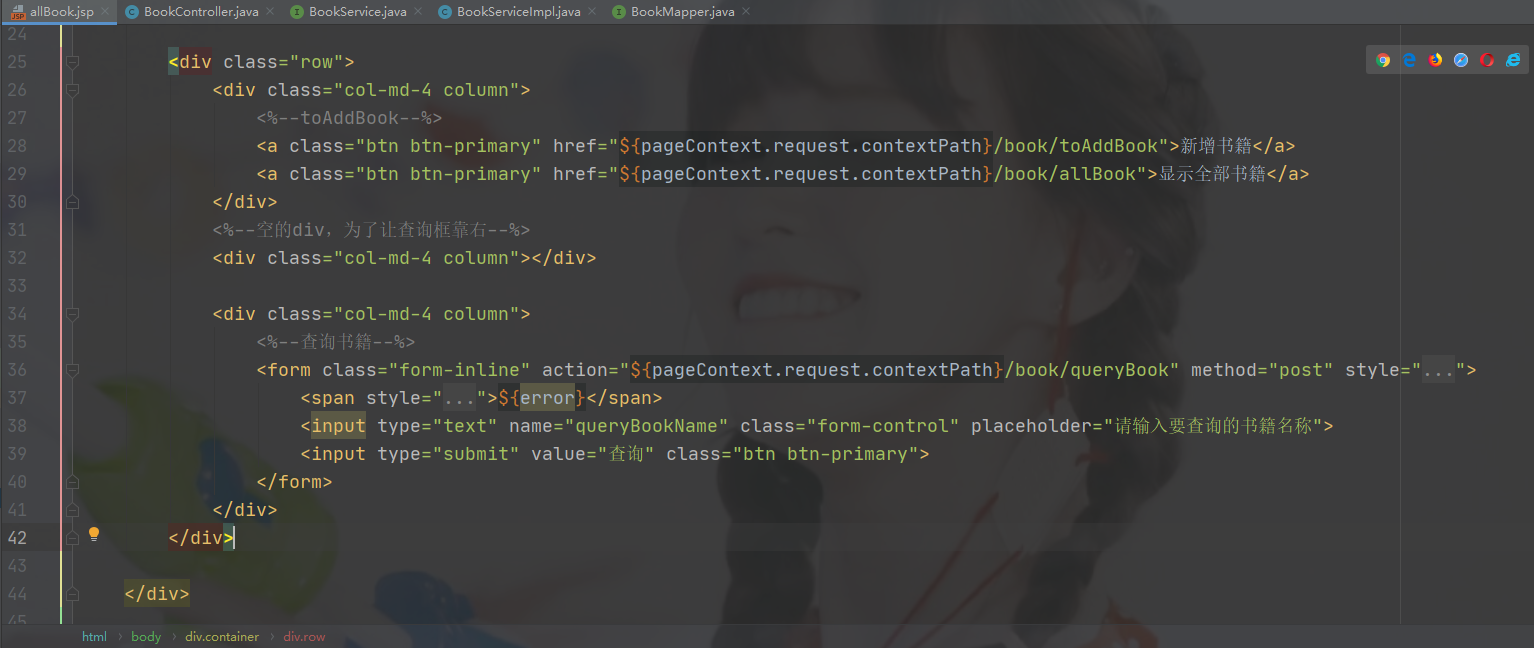 allBook.jsp BookController.java BookService.java BookServiceImpl.java BookMapper.java
24
25 <div class="row">
26 <div class="col-md-4 column">
27 <%--toAddBook--%>
28 <a class="btn btn-primary" href="${pageContext.request.contextPath}/book/toAddBook">新增书籍</a>
29 <a class="btn btn-primary" href="${pageContext.request.contextPath}/book/allBook">显示全部书籍</a>
30 </div>
31 <%--空的div，为了让查询框靠右--%>
32 <div class="col-md-4 column"></div>
33
34 <div class="col-md-4 column">
35 <%--查询书籍--%>
36 <form class="form-inline" action="${pageContext.request.contextPath}/book/queryBook" method="post" style="...">
37 <span style="...">${error}</span>
38 <input type="text" name="queryBookName" class="form-control" placeholder="请输入要查询的书籍名称">
39 <input type="submit" value="查询" class="btn btn-primary">
40 </form>
41 </div>
42 </div>
43
44 </div>
45
html › body › div.container › div.row